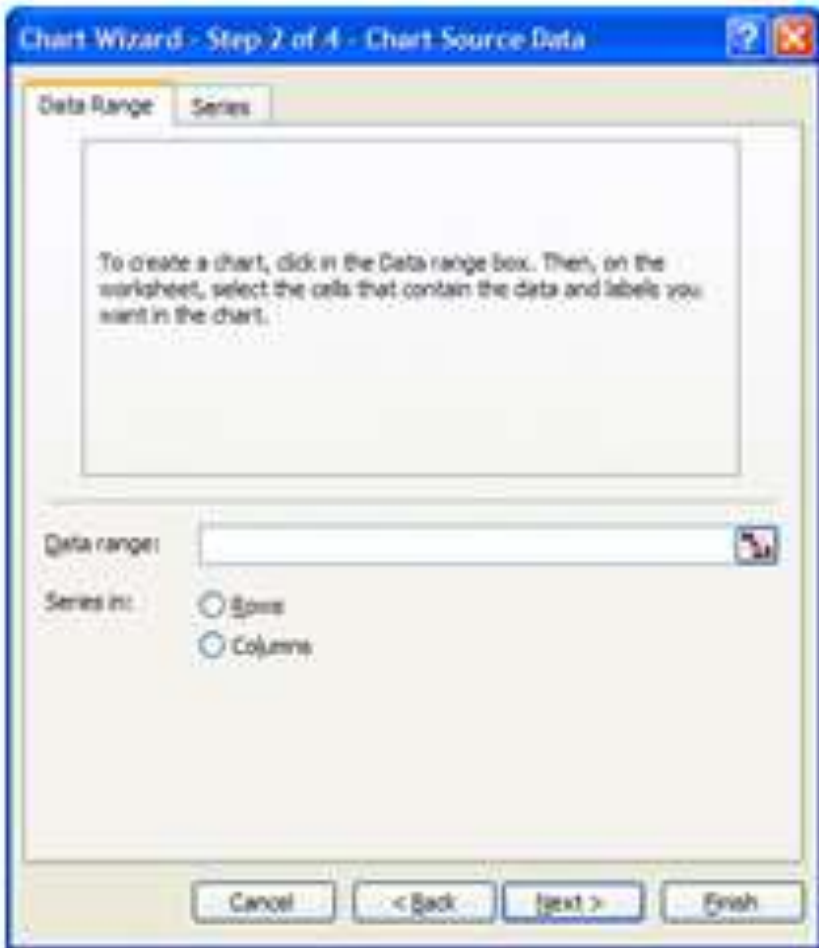 Chart Wizard - Step 2 of 4 - Chart Source Data
Data Range
Series
To create a chart, click in the Data range box. Then, on the
worksheet, select the cells that contain the data and labels you
want in the chart.
Data range:
Series in:
Rows
Columns
Cancel
< Back
Next >
Finish